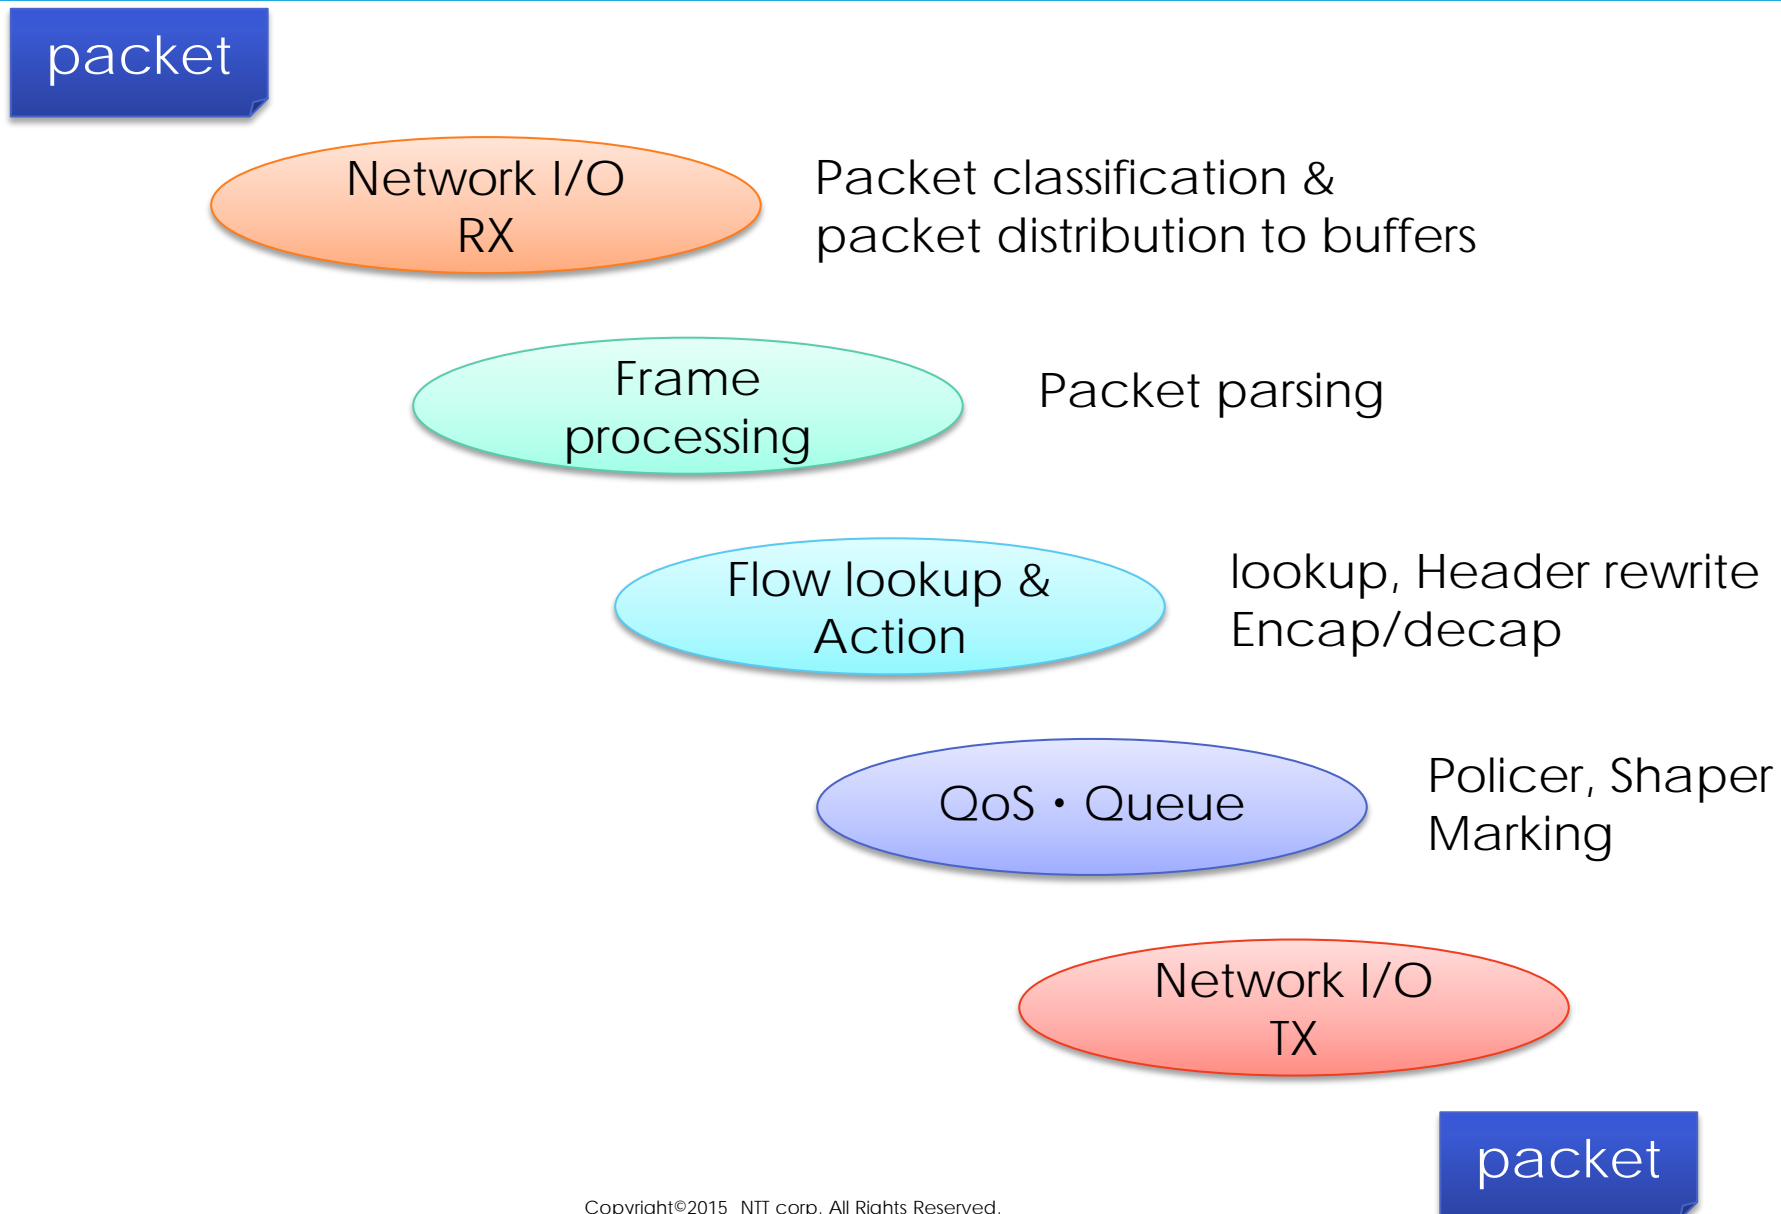 packet
Network I/O
RX
Packet classification &
packet distribution to buffers
Frame
processing
Packet parsing
Flow lookup &
Action
lookup, Header rewrite
Encap/decap
QoS・Queue
Policer, Shaper
Marking
Network I/O
TX
packet
Copyright©2015 NTT corp. All Rights Reserved.